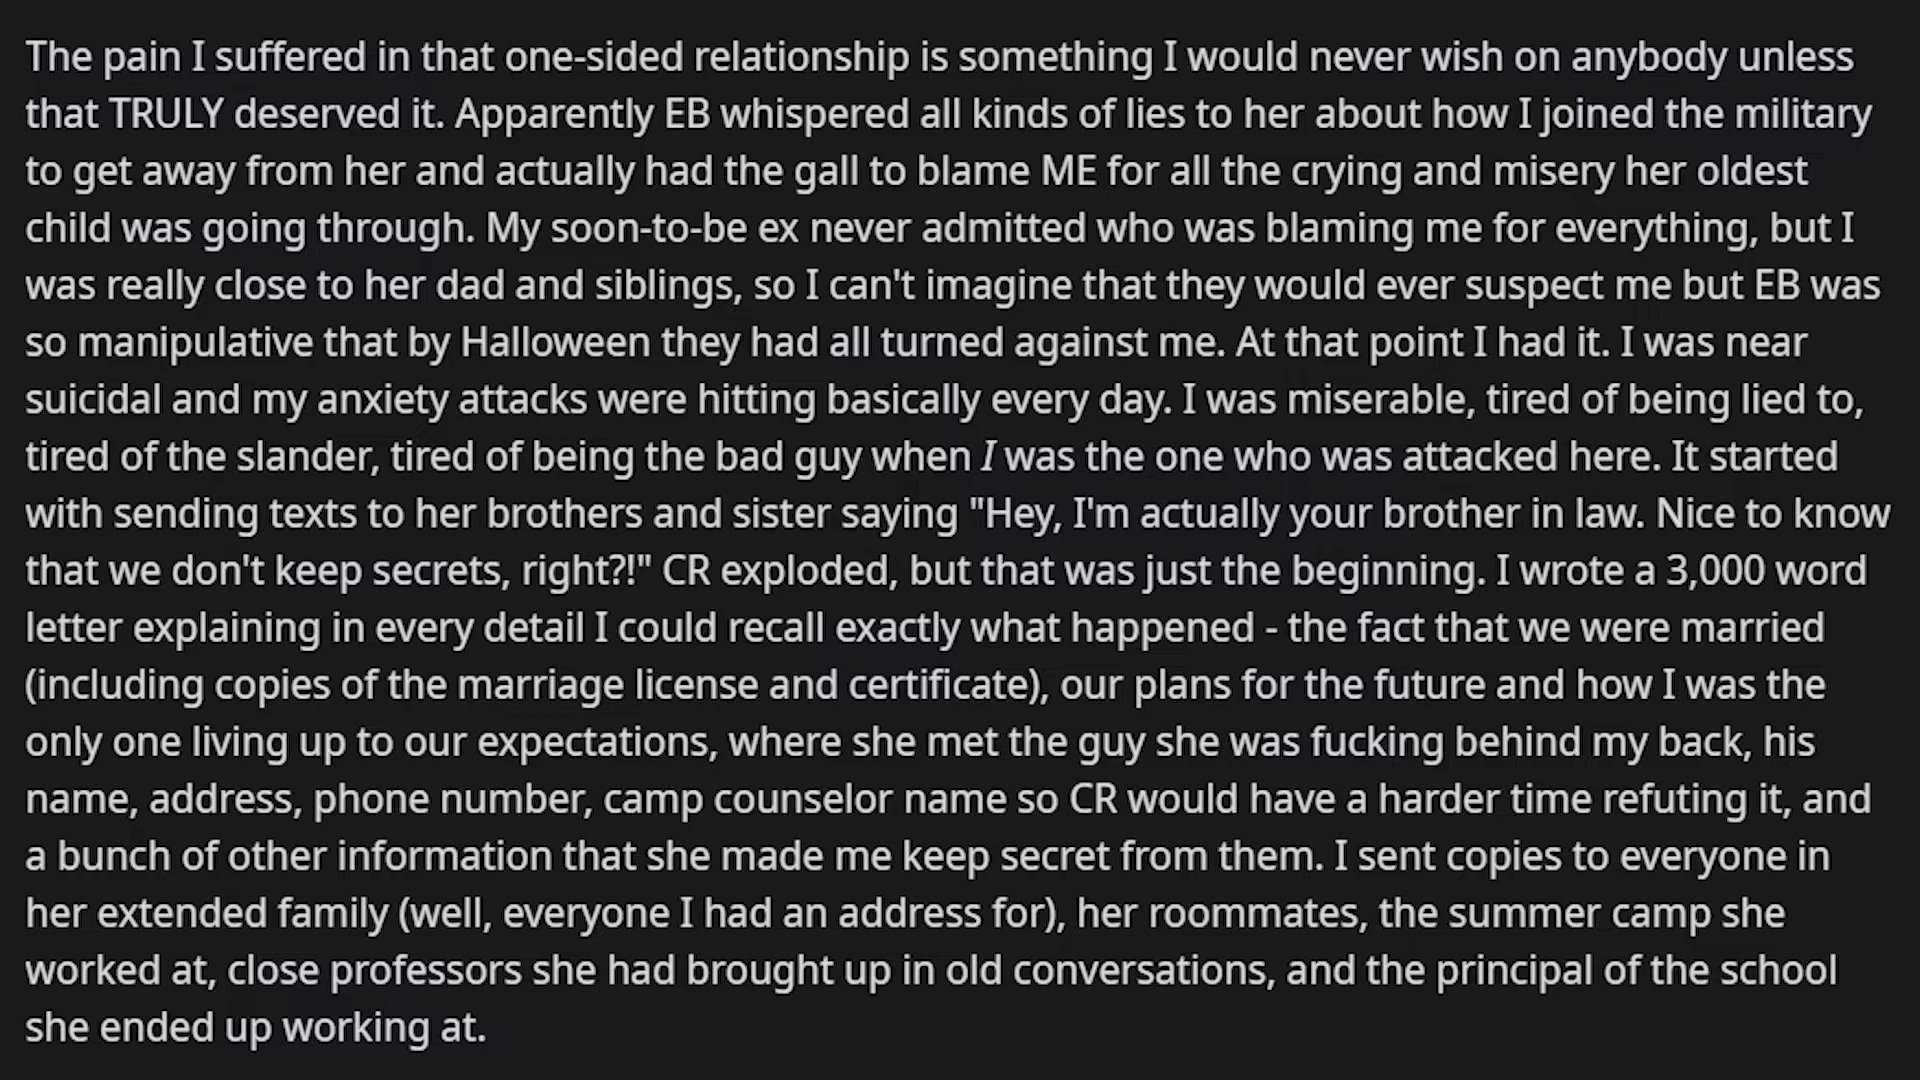 The pain I suffered in that one-sided relationship is something I would never wish on anybody unless
that TRULY deserved it. Apparently EB whispered all kinds of lies to her about how I joined the military
to get away from her and actually had the gall to blame ME for all the crying and misery her oldest
child was going through. My soon-to-be ex never admitted who was blaming me for everything, but I
was really close to her dad and siblings, so I can't imagine that they would ever suspect me but EB was
so manipulative that by Halloween they had all turned against me. At that point I had it. I was near
suicidal and my anxiety attacks were hitting basically every day. I was miserable, tired of being lied to,
tired of the slander, tired of being the bad guy when I was the one who was attacked here. It started
with sending texts to her brothers and sister saying "Hey, I'm actually your brother in law. Nice to know
that we don't keep secrets, right?!" CR exploded, but that was just the beginning. I wrote a 3,000 word
letter explaining in every detail I could recall exactly what happened - the fact that we were married
(including copies of the marriage license and certificate), our plans for the future and how I was the
only one living up to our expectations, where she met the guy she was fucking behind my back, his
name, address, phone number, camp counselor name so CR would have a harder time refuting it, and
a bunch of other information that she made me keep secret from them. I sent copies to everyone in
her extended family (well, everyone I had an address for), her roommates, the summer camp she
worked at, close professors she had brought up in old conversations, and the principal of the school
she ended up working at.